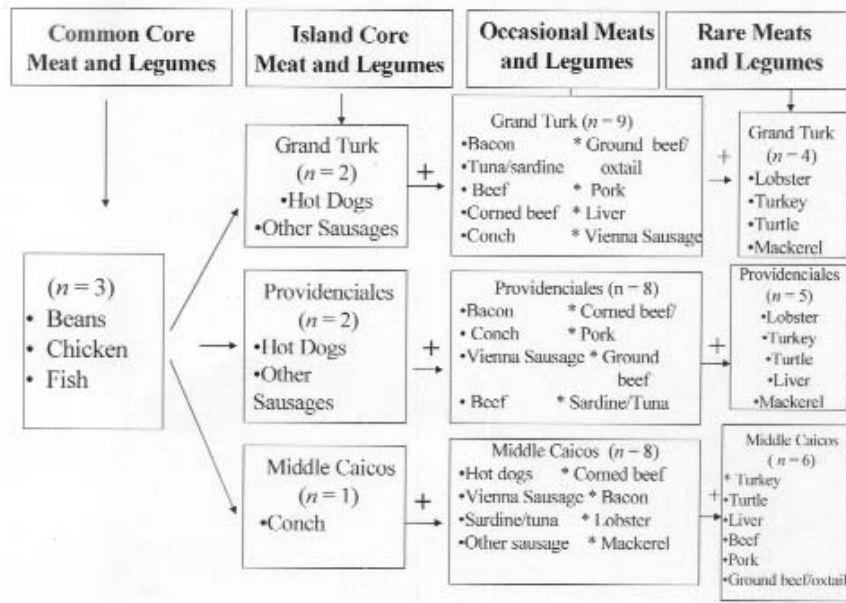 Common Core
Meat and Legumes
Island Core
Meat and Legumes
Occasional Meats
and Legumes
Rare Meats
and Legumes
(n = 3)
• Beans
• Chicken
• Fish
Grand Turk
(n = 2)
•Hot Dogs
•Other Sausages
+
Grand Turk (n = 9)
•Bacon * Ground beef/
•Tuna/sardine oxtail
• Beef * Pork
•Corned beef * Liver
•Conch * Vienna Sausage
+
Grand Turk
(n = 4)
•Lobster
•Turkey
•Turtle
•Mackerel
Providenciales
(n = 2)
•Hot Dogs
•Other
Sausages
+
Providenciales (n = 8)
•Bacon * Corned beef/
• Conch * Pork
•Vienna Sausage * Ground
beef
• Beef * Sardine/Tuna
+
Providenciales
(n = 5)
•Lobster
•Turkey
•Turtle
•Liver
•Mackerel
Middle Caicos
(n = 1)
•Conch
+
Middle Caicos (n = 8)
•Hot dogs * Corned beef
•Vienna Sausage * Bacon
•Sardine/tuna * Lobster
•Other sausage * Mackerel
+
Middle Caicos
( n = 6)
* Turkey
•Turtle
•Liver
•Beef
•Pork
•Ground beef/oxtail